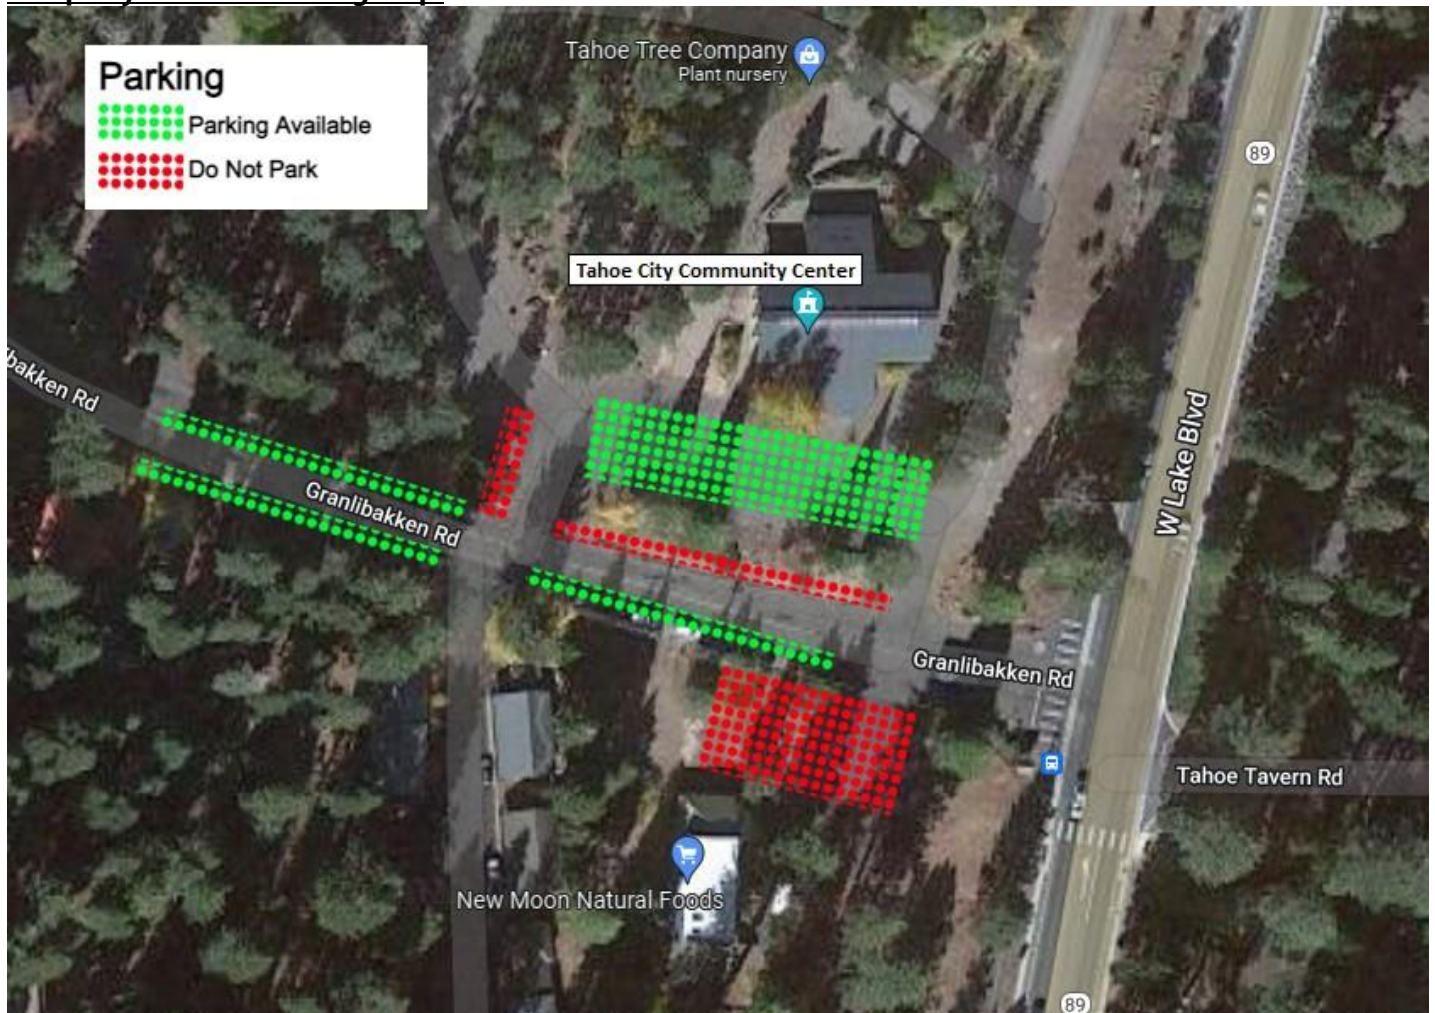 Parking
Parking Available
Do Not Park
Tahoe Tree Company
Plant nursery
89
Tahoe City Community Center
bakken Rd
Granlibakken Rd
W Lake Blvd
Granlibakken Rd
Tahoe Tavern Rd
New Moon Natural Foods
89